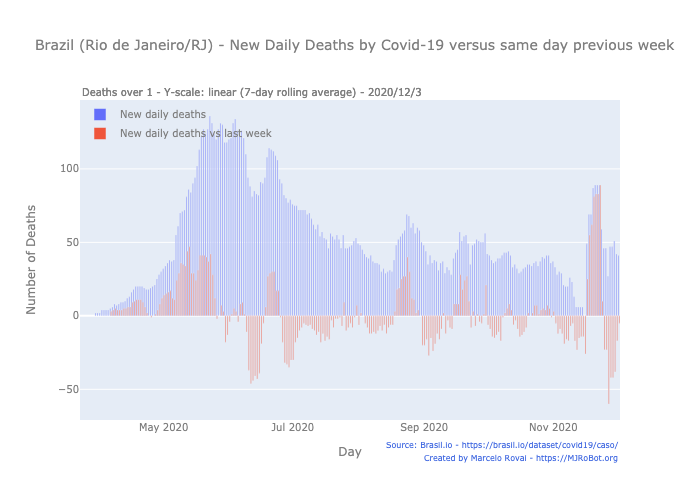 Brazil (Rio de Janeiro/RJ) - New Daily Deaths by Covid-19 versus same day previous week
Deaths over 1 - Y-scale: linear (7-day rolling average) - 2020/12/3
New daily deaths
New daily deaths vs last week
100
50
0
−50
Number of Deaths
May 2020
Jul 2020
Sep 2020
Nov 2020
Day
Source: Brasil.io - https://brasil.io/dataset/covid19/caso/
Created by Marcelo Rovai - https://MJRoBot.org